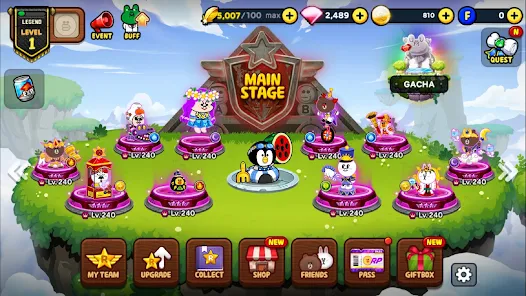 LEGEND
LEVEL
1
EVENT
BUFF
5,007/100 max
2,489
810
F
0
N
QUEST
MAIN
STAGE
GACHA
Lv.240
Lv.240
Lv.240
Lv.240
Lv.240
Lv.240
Lv.240
Lv.240
Lv.240
Lv.240
MY TEAM
UPGRADE
COLLECT
NEW
SHOP
FRIENDS
RP
PASS
NEW
GIFTBOX